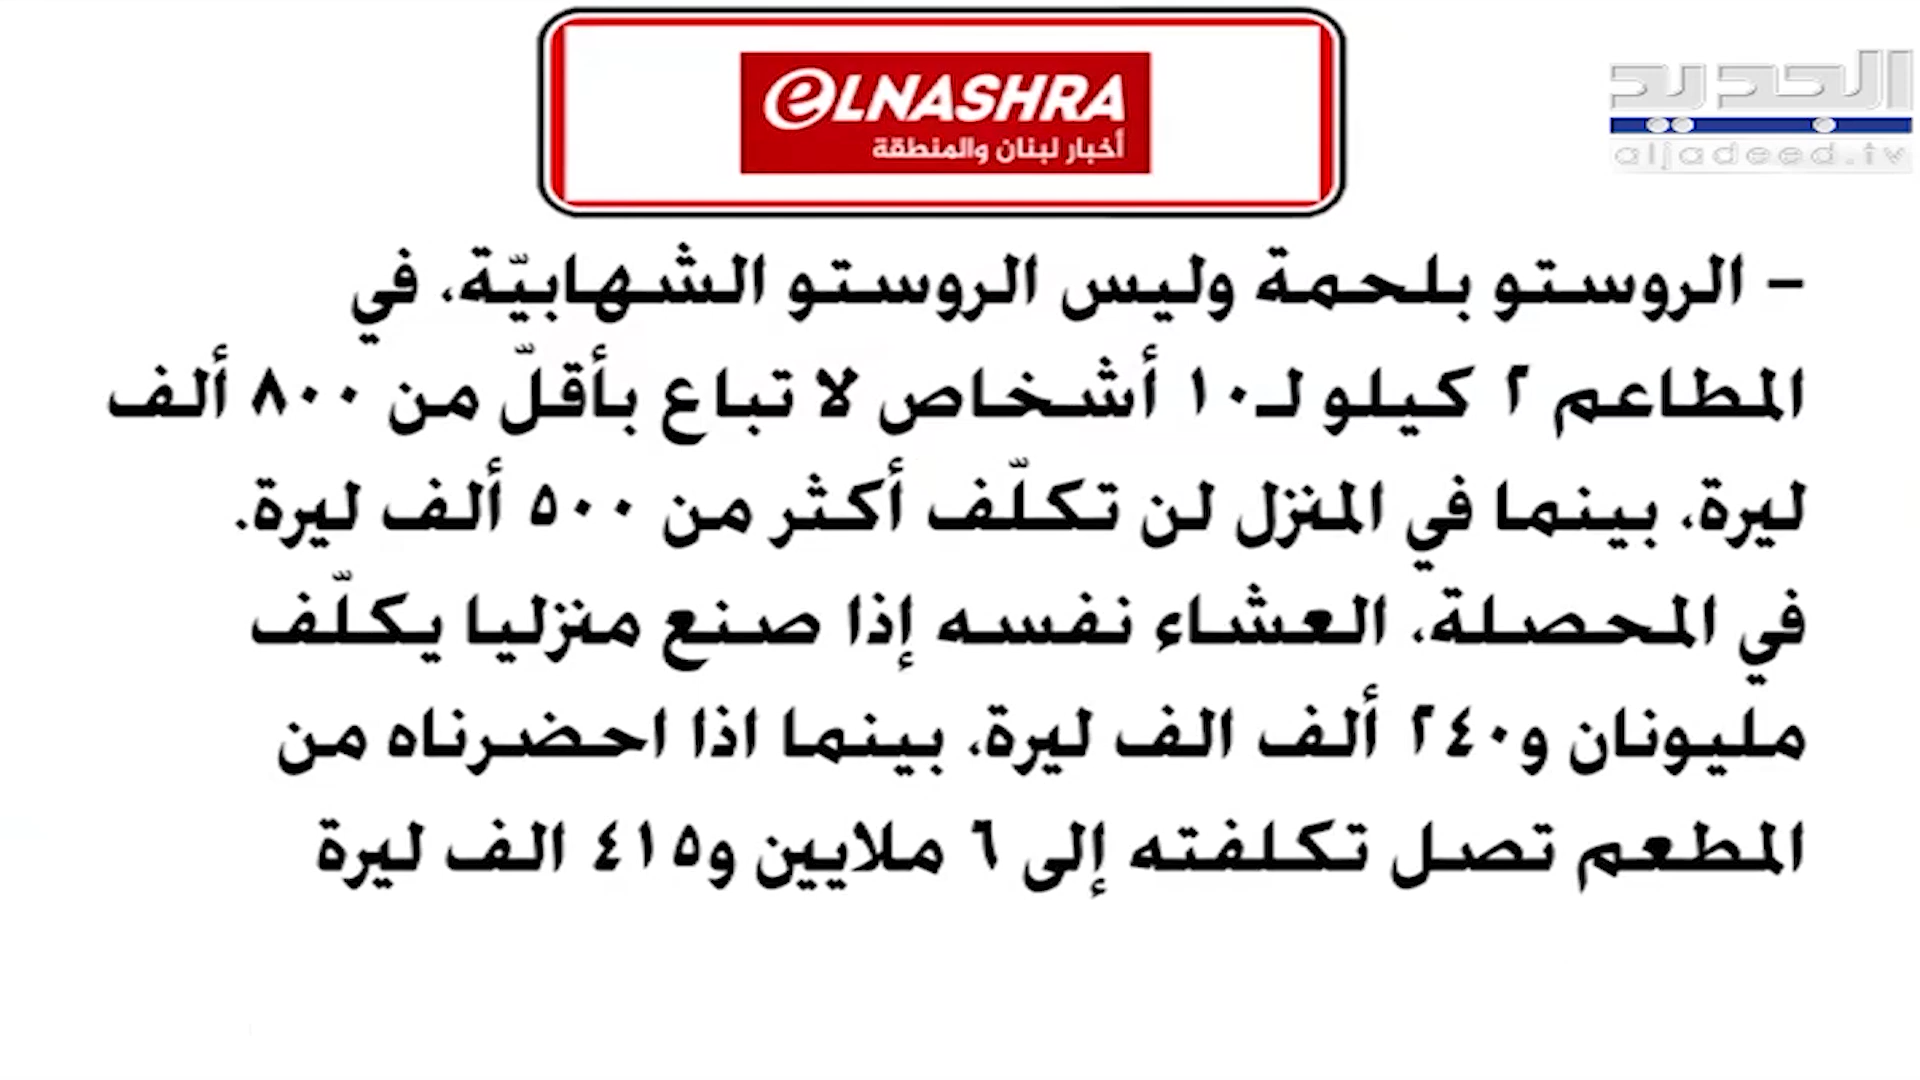 eLNASHRA
أخبار لبنان والمنطقة
الجديد
aljadeed.tv
– الروستو بلحمة وليس الروستو الشهابيّة، في
المطاعم ٢ كيلو لـ١٠ أشخاص لا تباع بأقلّ من ٨٠٠ ألف
ليرة، بينما في المنزل لن تكلّف أكثر من ٥٠٠ ألف ليرة.
في المحصلة، العشاء نفسه إذا صنع منزليا يكلّف
مليونان و٢٤٠ ألف الف ليرة، بينما اذا احضرناه من
المطعم تصل تكلفته إلى ٦ ملايين و٤١٥ الف ليرة